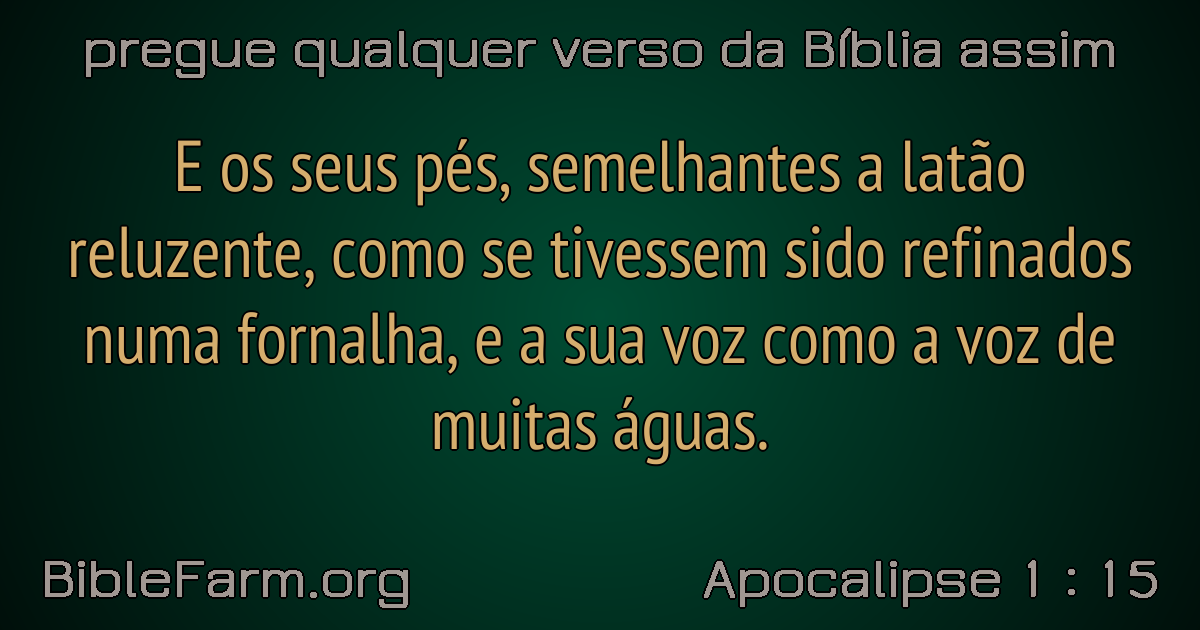 pregue qualquer verso da Bíblia assim
E os seus pés, semelhantes a latão
reluzente, como se tivessem sido refinados
numa fornalha, e a sua voz como a voz de
muitas águas.
BibleFarm.org
Apocalipse 1 : 15